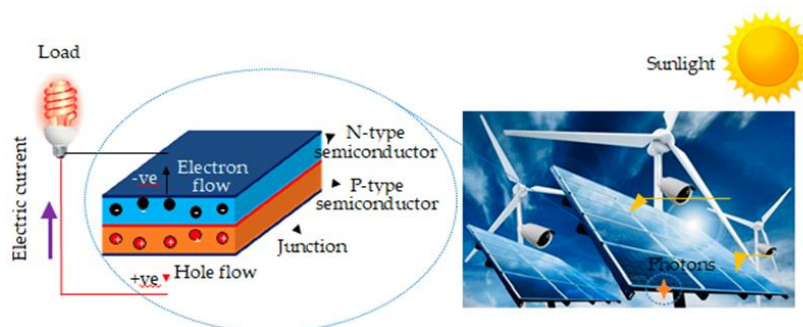 Load
Sunlight
Electric current
-ve
Electron
flow
N-type
semiconductor
P-type
semiconductor
Junction
+ve
Hole flow
Photons